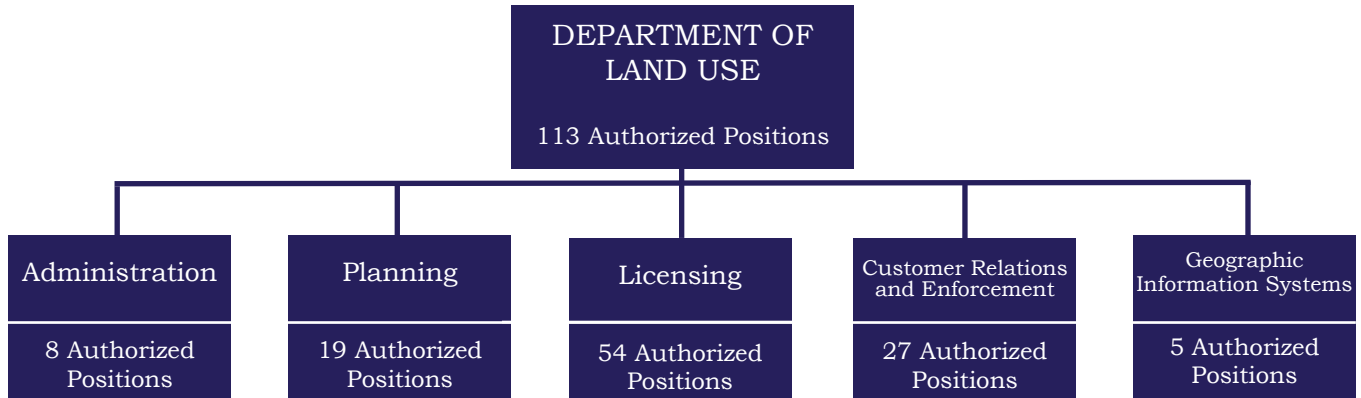 DEPARTMENT OF
LAND USE
113 Authorized Positions
Administration
8 Authorized
Positions
Planning
19 Authorized
Positions
Licensing
54 Authorized
Positions
Customer Relations
and Enforcement
27 Authorized
Positions
Geographic
Information Systems
5 Authorized
Positions